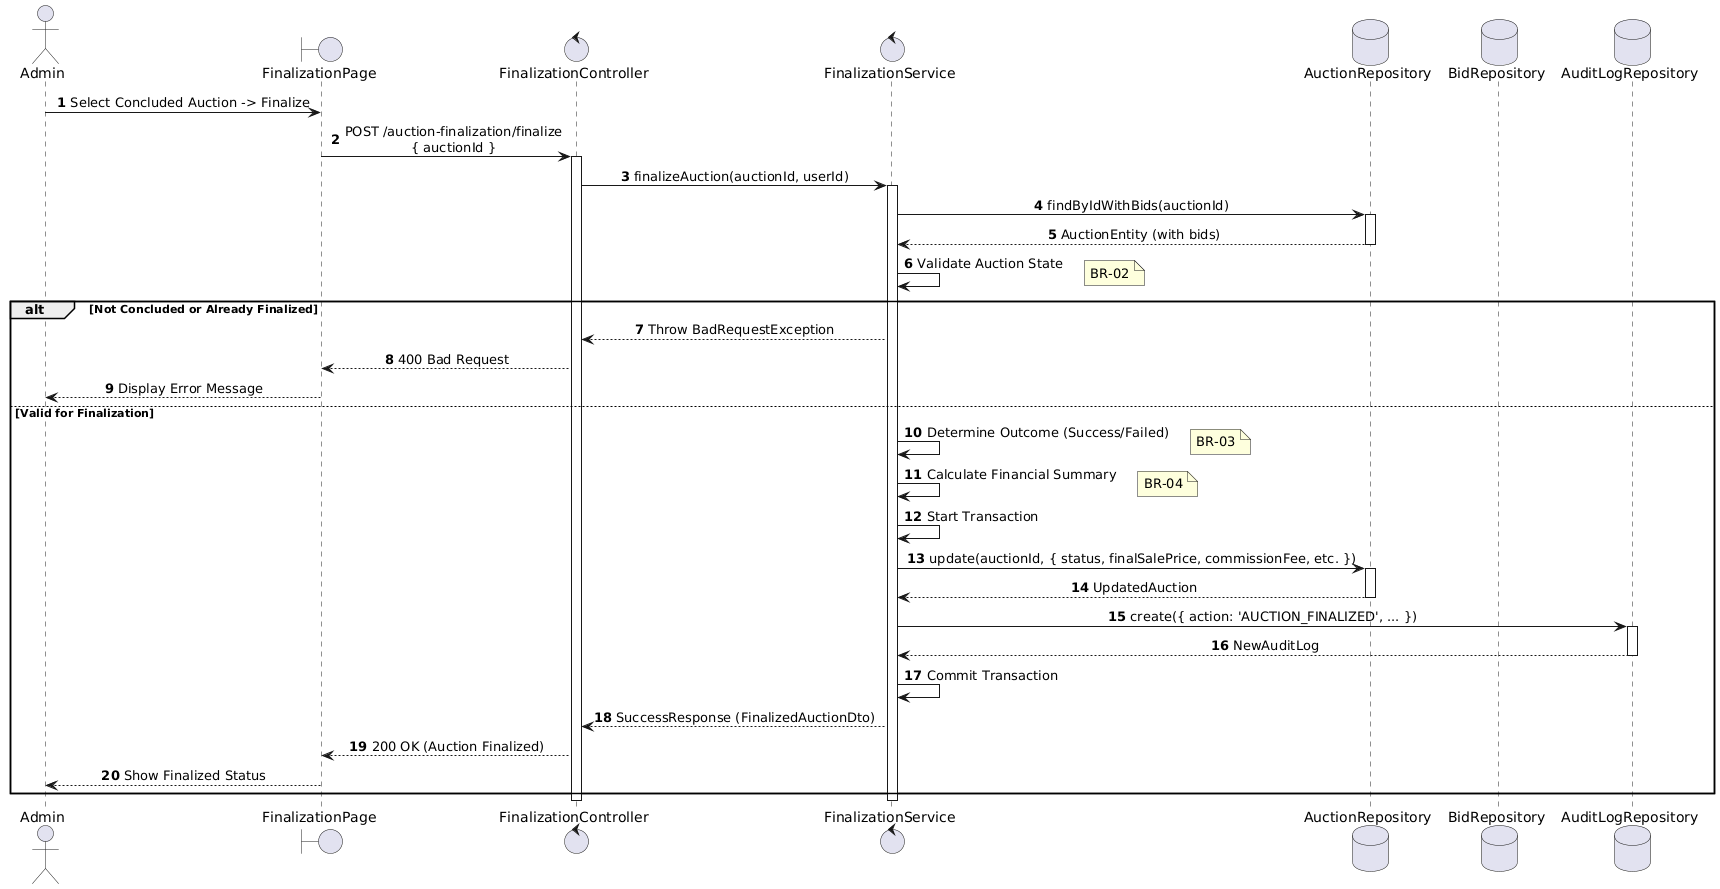 Admin
FinalizationPage
FinalizationController
FinalizationService
AuctionRepository
BidRepository
AuditLogRepository
1 Select Concluded Auction -> Finalize
2 POST /auction-finalization/finalize
{ auctionId }
3 finalizeAuction(auctionId, userId)
4 findByIdWithBids(auctionId)
5 AuctionEntity (with bids)
6 Validate Auction State
BR-02
alt [Not Concluded or Already Finalized]
7 Throw BadRequestException
8 400 Bad Request
9 Display Error Message
[Valid for Finalization]
10 Determine Outcome (Success/Failed)
BR-03
11 Calculate Financial Summary
BR-04
12 Start Transaction
13 update(auctionId, { status, finalSalePrice, commissionFee, etc. })
14 UpdatedAuction
15 create({ action: 'AUCTION_FINALIZED', ... })
16 NewAuditLog
17 Commit Transaction
18 SuccessResponse (FinalizedAuctionDto)
19 200 OK (Auction Finalized)
20 Show Finalized Status
Admin
FinalizationPage
FinalizationController
FinalizationService
AuctionRepository
BidRepository
AuditLogRepository